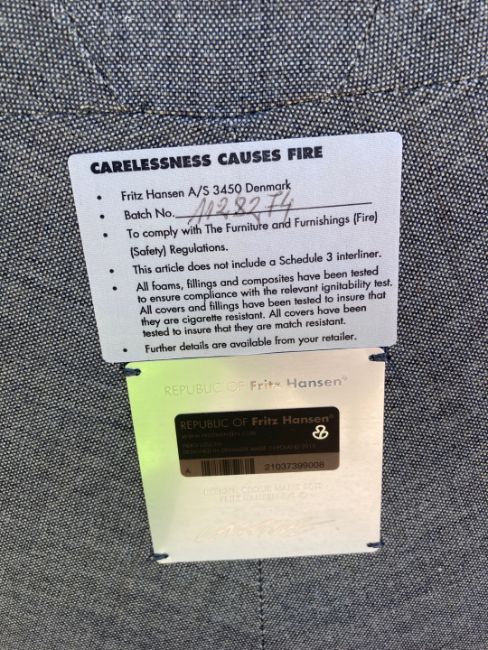 CARELESSNESS CAUSES FIRE
• Fritz Hansen A/S 3450 Denmark
• Batch No. 1128274
• To comply with The Furniture and Furnishings (Fire)
(Safety) Regulations.
• This article does not include a Schedule 3 interliner.
• All foams, fillings and composites have been tested
to ensure compliance with the relevant ignitability test.
All covers and fillings have been tested to insure that
they are cigarette resistant. All covers have been
tested to insure that they are match resistant.
• Further details are available from your retailer.
REPUBLIC OF Fritz Hansen®
REPUBLIC OF Fritz Hansen®
WWW.FRITZHANSEN.COM
A
21037399008